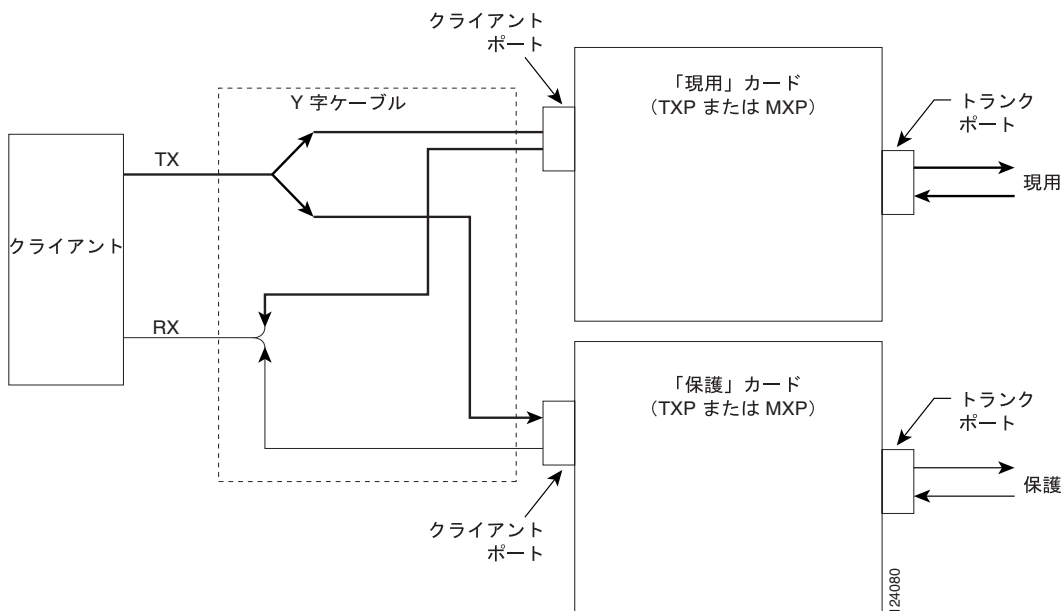 クライアント
ポート
「現用」カード
(TXP または MXP)
トランク
ポート
Y 字ケーブル
TX
現用
クライアント
RX
「保護」カード
(TXP または MXP)
トランク
ポート
保護
クライアント
ポート
124080